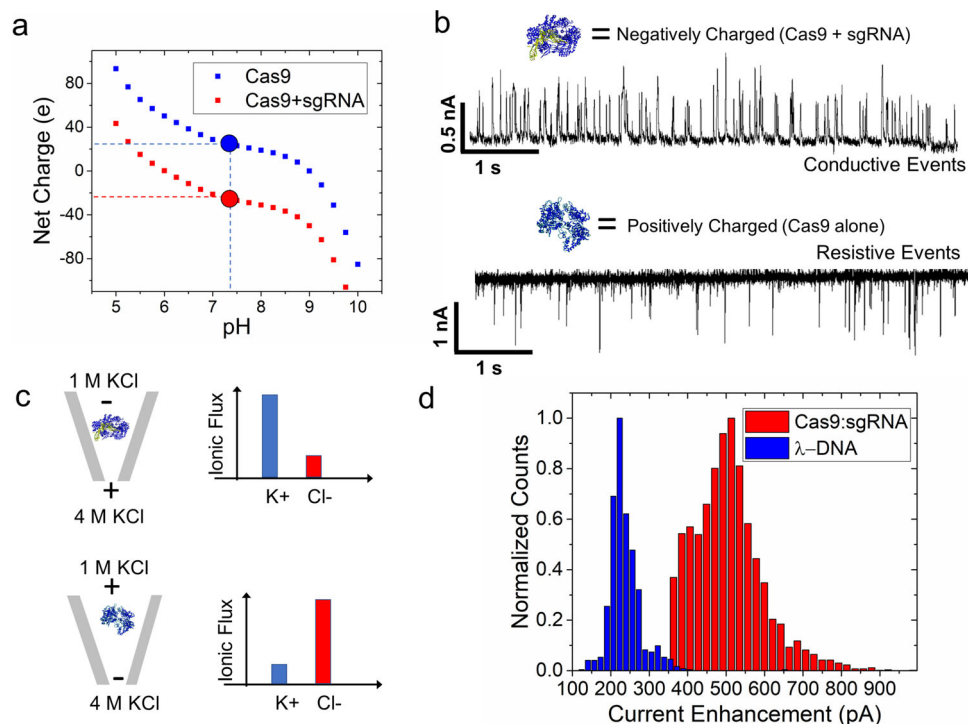 a
Net Charge (e)
80
40
0
-40
-80
5
6
7
8
9
10
pH
Cas9
Cas9+sgRNA
b
= Negatively Charged (Cas9 + sgRNA)
0.5 nA
1 s
Conductive Events
= Positively Charged (Cas9 alone)
Resistive Events
1 nA
1 s
c
1 M KCl
-
+
4 M KCl
Ionic Flux
K+ Cl-
1 M KCl
+
-
4 M KCl
Ionic Flux
K+ Cl-
d
Normalized Counts
1.0
0.8
0.6
0.4
0.2
0.0
Cas9:sgRNA
λ-DNA
100 200 300 400 500 600 700 800 900
Current Enhancement (pA)